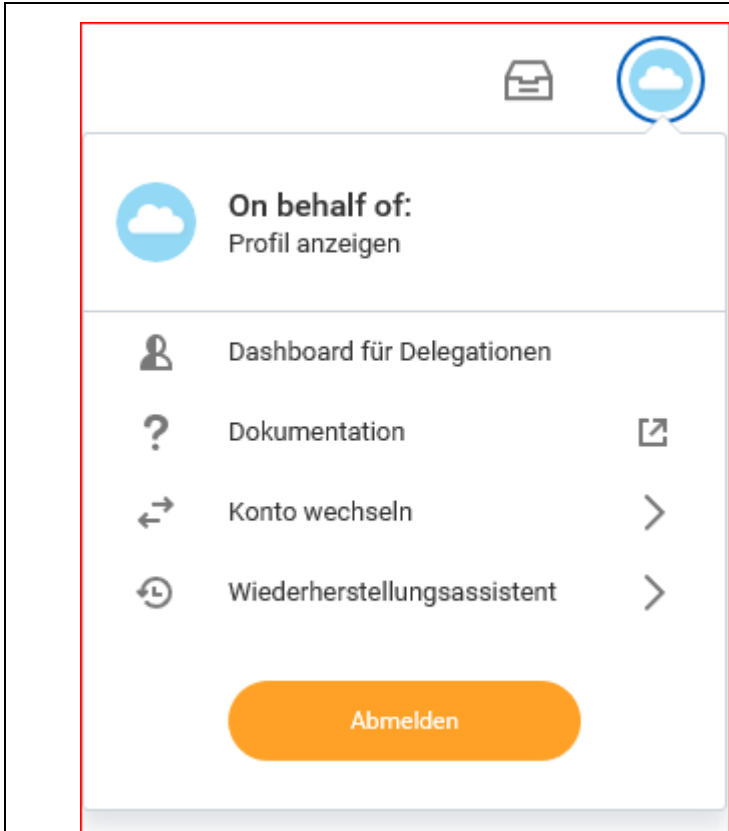 On behalf of:
Profil anzeigen
Dashboard für Delegationen
Dokumentation
Konto wechseln
Wiederherstellungsassistent
Abmelden